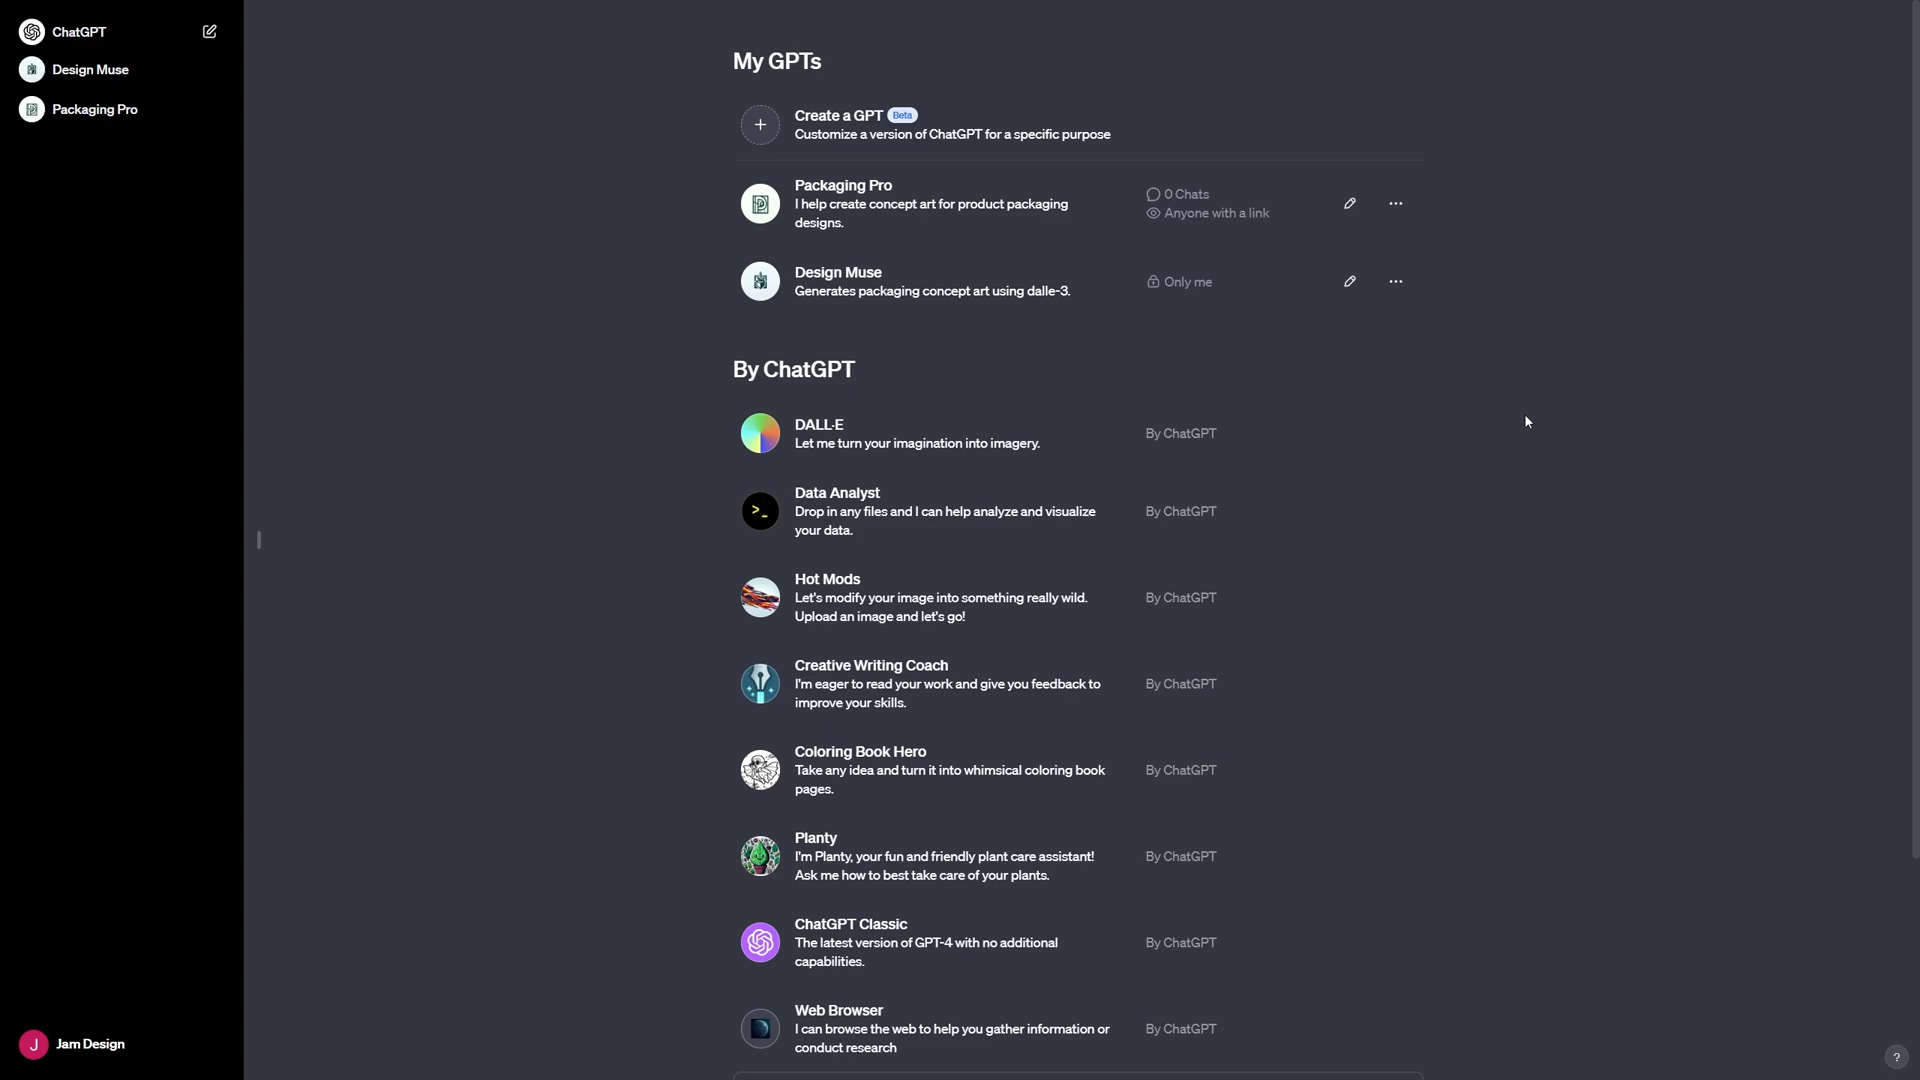 ChatGPT
Design Muse
Packaging Pro
My GPTs
Create a GPT Beta
Customize a version of ChatGPT for a specific purpose
Packaging Pro
I help create concept art for product packaging
designs.
0 Chats
Anyone with a link
Design Muse
Generates packaging concept art using dalle-3.
Only me
By ChatGPT
DALL·E
Let me turn your imagination into imagery.
By ChatGPT
Data Analyst
Drop in any files and I can help analyze and visualize
your data.
By ChatGPT
Hot Mods
Let's modify your image into something really wild.
Upload an image and let's go!
By ChatGPT
Creative Writing Coach
I'm eager to read your work and give you feedback to
improve your skills.
By ChatGPT
Coloring Book Hero
Take any idea and turn it into whimsical coloring book
pages.
By ChatGPT
Planty
I'm Planty, your fun and friendly plant care assistant!
Ask me how to best take care of your plants.
By ChatGPT
ChatGPT Classic
The latest version of GPT-4 with no additional
capabilities.
By ChatGPT
Web Browser
I can browse the web to help you gather information or
conduct research
By ChatGPT
J Jam Design
?